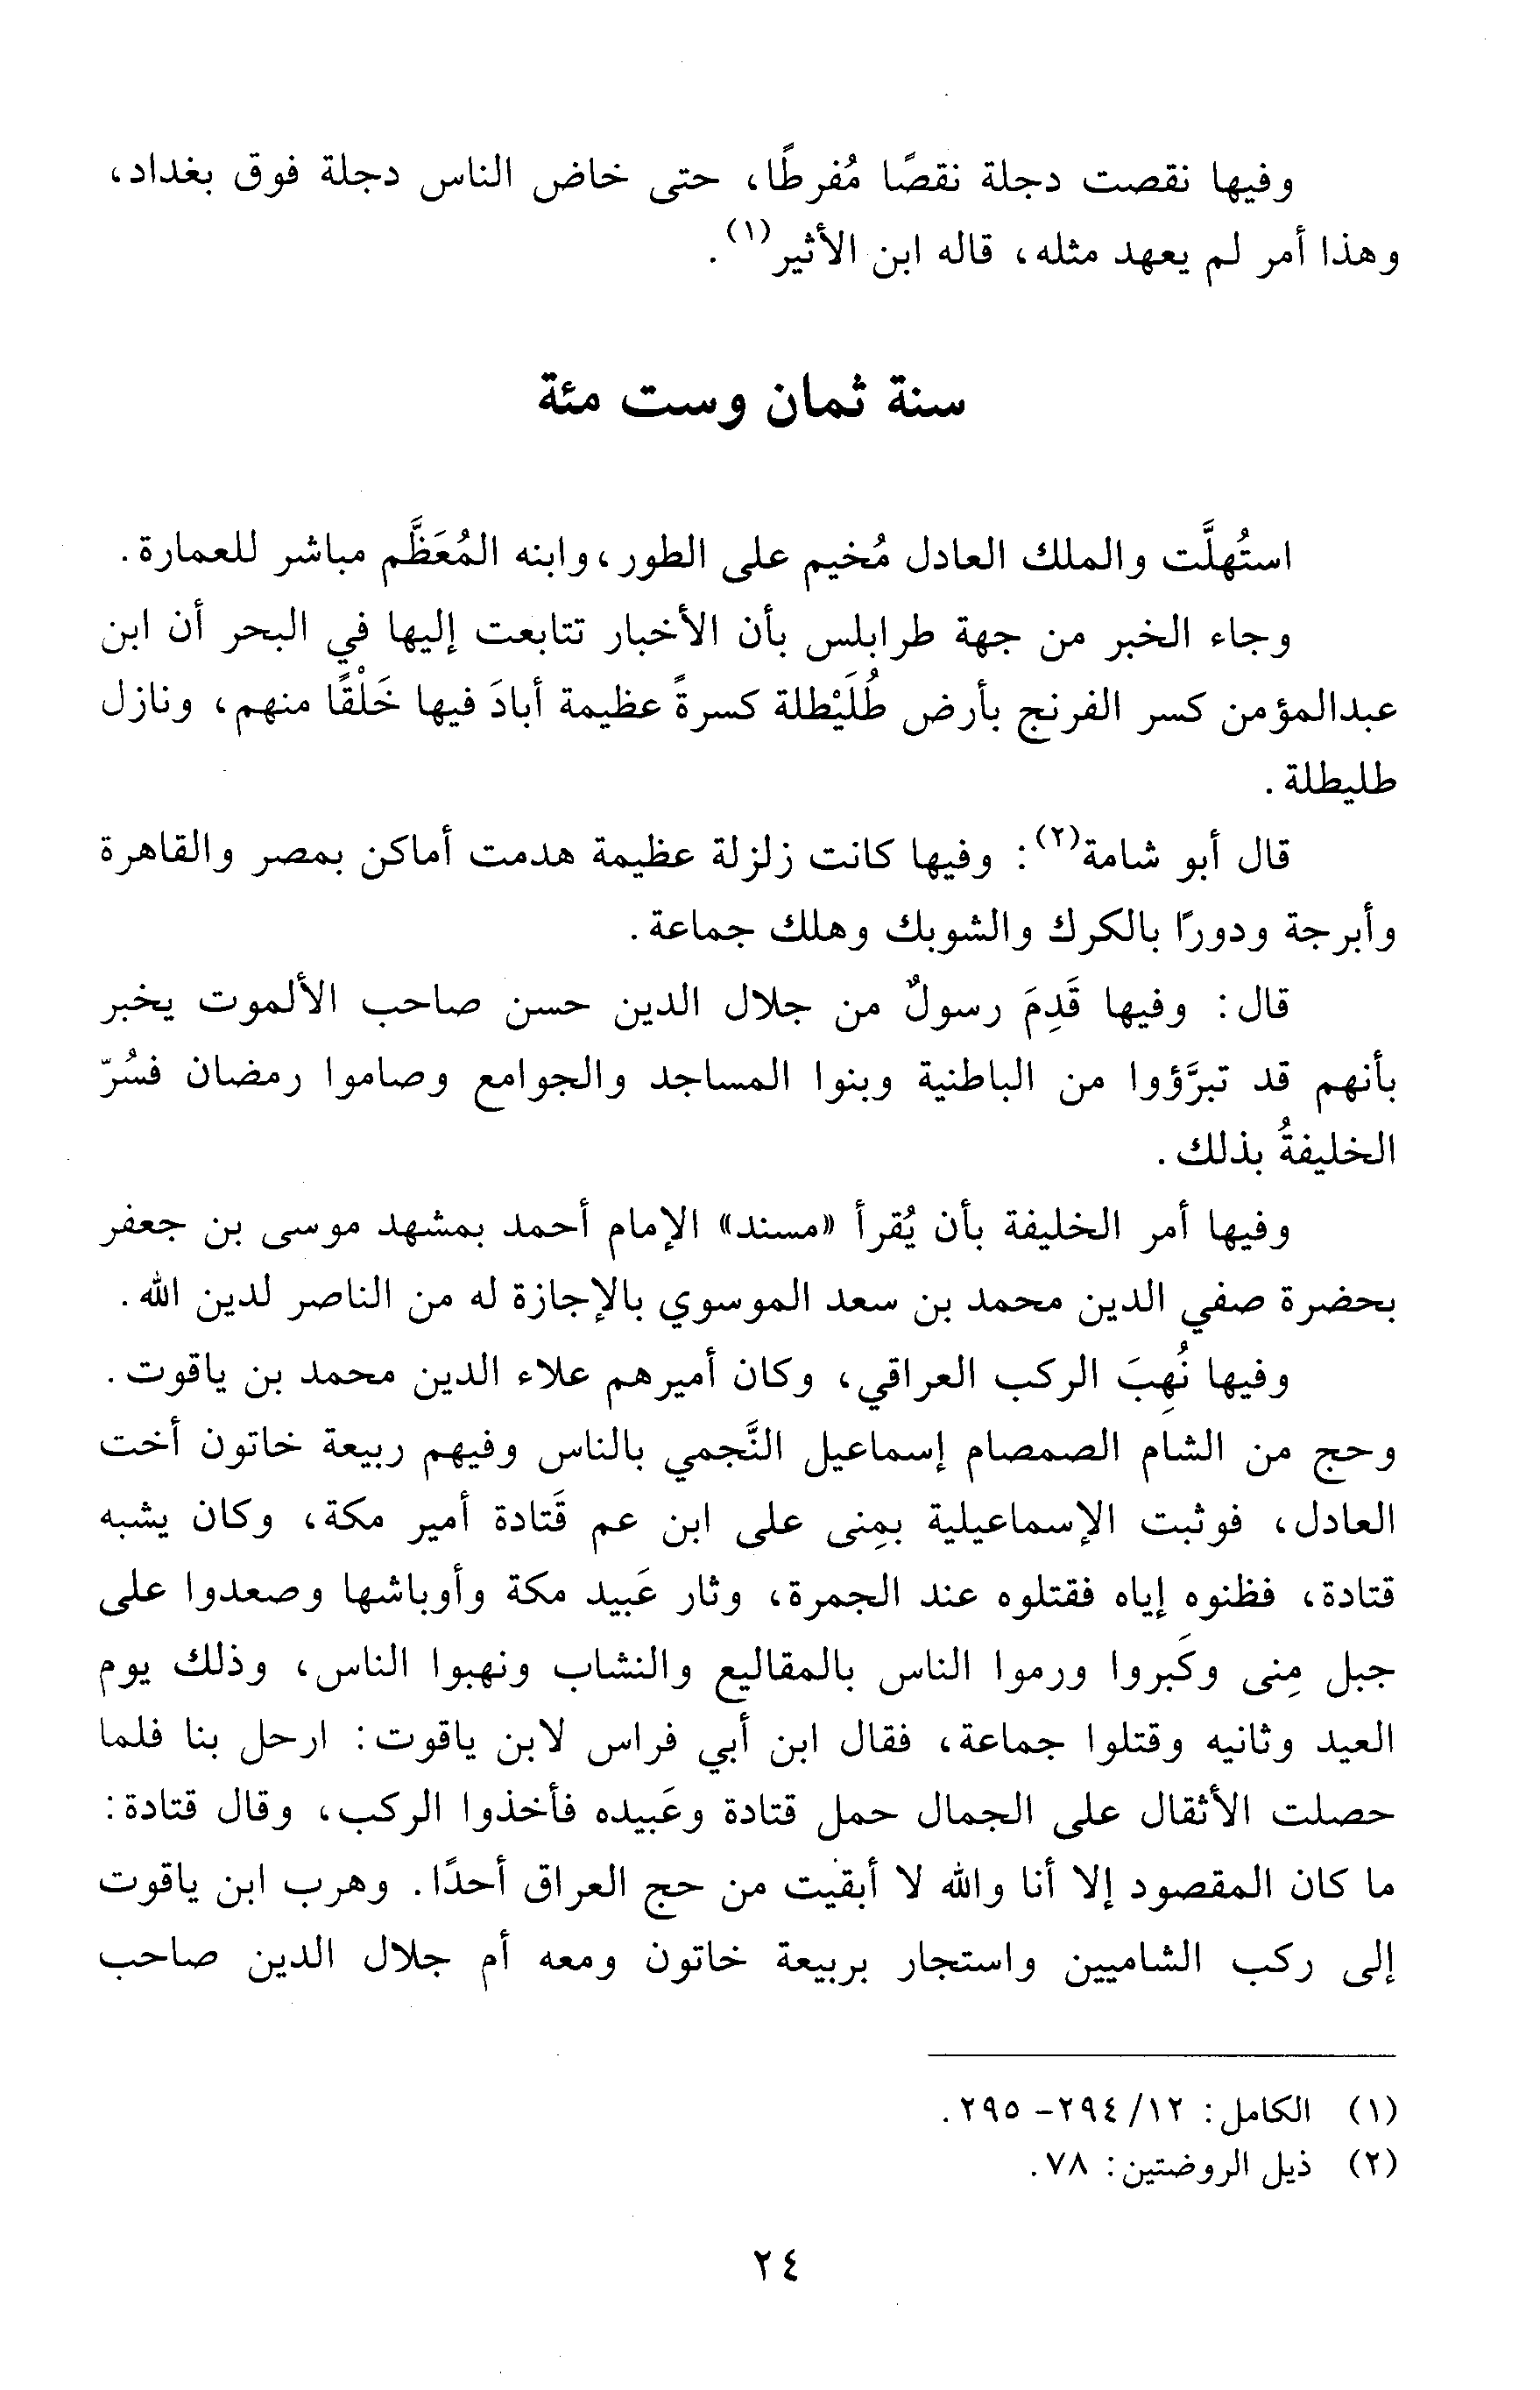 وفيها نقصت دجلة نقصًا مُفرطًا، حتى خاض الناس دجلة فوق بغداد،
وهذا أمر لم يعهد مثله، قاله ابن الأثير(١).
سنة ثمان وست مئة
استُهلَّت والملك العادل مُخيم على الطور، وابنه المُعَظَّم مباشر للعمارة.
وجاء الخبر من جهة طرابلس بأن الأخبار تتابعت إليها في البحر أن ابن
عبدالمؤمن كسر الفرنج بأرض طُلَيْطلة كسرةً عظيمة أبادَ فيها خَلْقًا منهم، ونازل
طليطلة.
قال أبو شامة(٢): وفيها كانت زلزلة عظيمة هدمت أماكن بمصر والقاهرة
وأبرجة ودورًا بالكرك والشوبك وهلك جماعة.
قال: وفيها قَدِمَ رسولٌ من جلال الدين حسن صاحب الألموت يخبر
بأنهم قد تبرَّؤوا من الباطنية وبنوا المساجد والجوامع وصاموا رمضان فسُرّ
الخليفةُ بذلك.
وفيها أمر الخليفة بأن يُقرأ «مسند» الإمام أحمد بمشهد موسى بن جعفر
بحضرة صفي الدين محمد بن سعد الموسوي بالإجازة له من الناصر لدين الله.
وفيها نُهِبَ الركب العراقي، وكان أميرهم علاء الدين محمد بن ياقوت.
وحج من الشام الصمصام إسماعيل النَّجمي بالناس وفيهم ربيعة خاتون أخت
العادل، فوثبت الإسماعيلية بمِنى على ابن عم قَتادة أمير مكة، وكان يشبه
قتادة، فظنوه إياه فقتلوه عند الجمرة، وثار عَبيد مكة وأوباشها وصعدوا على
جبل مِنى وكَبروا ورموا الناس بالمقاليع والنشاب ونهبوا الناس، وذلك يوم
العيد وثانيه وقتلوا جماعة، فقال ابن أبي فراس لابن ياقوت: ارحل بنا فلما
حصلت الأثقال على الجمال حمل قتادة وعَبيده فأخذوا الركب، وقال قتادة:
ما كان المقصود إلا أنا والله لا أبقيت من حج العراق أحدًا. وهرب ابن ياقوت
إلى ركب الشاميين واستجار بربيعة خاتون ومعه أم جلال الدين صاحب
(١) الكامل: ١٢/ ٢٩٤- ٢٩٥.
(٢) ذيل الروضتين: ٧٨.
٢٤